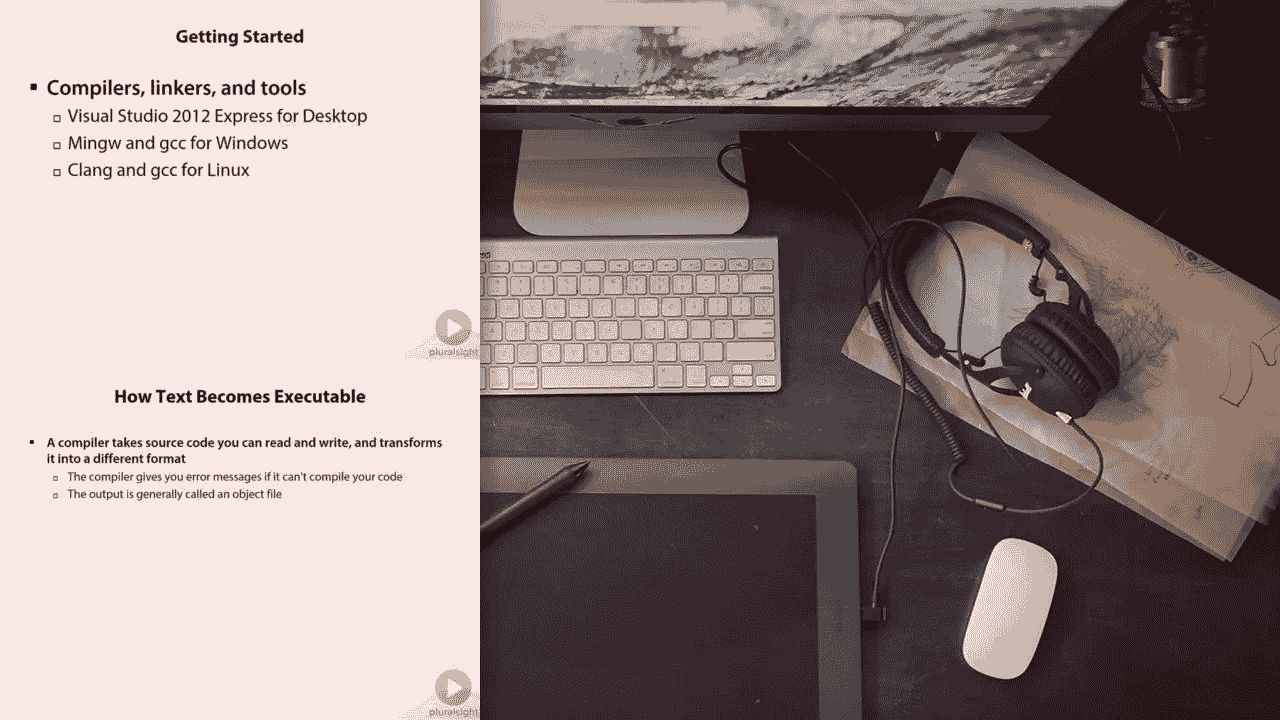 Getting Started
▪ Compilers, linkers, and tools
▫ Visual Studio 2012 Express for Desktop
▫ Mingw and gcc for Windows
▫ Clang and gcc for Linux
pluralsight
How Text Becomes Executable
▪ A compiler takes source code you can read and write, and transforms
it into a different format
▫ The compiler gives you error messages if it can't compile your code
▫ The output is generally called an object file
pluralsight